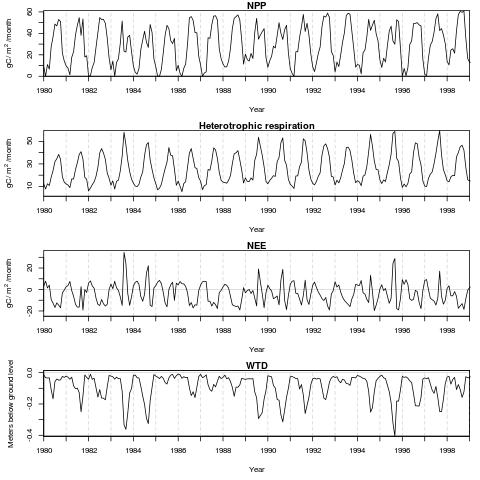 NPP
gC/ m² /month
0 20 40 60
1980 1982 1984 1986 1988 1990 1992 1994 1996 1998
Year
Heterotrophic respiration
gC/ m² /month
10 30 50
1980 1982 1984 1986 1988 1990 1992 1994 1996 1998
Year
NEE
gC/ m² /month
20 0 20
1980 1982 1984 1986 1988 1990 1992 1994 1996 1998
Year
WTD
Meters below ground level
-0.4 -0.2 0.0
1980 1982 1984 1986 1988 1990 1992 1994 1996 1998
Year